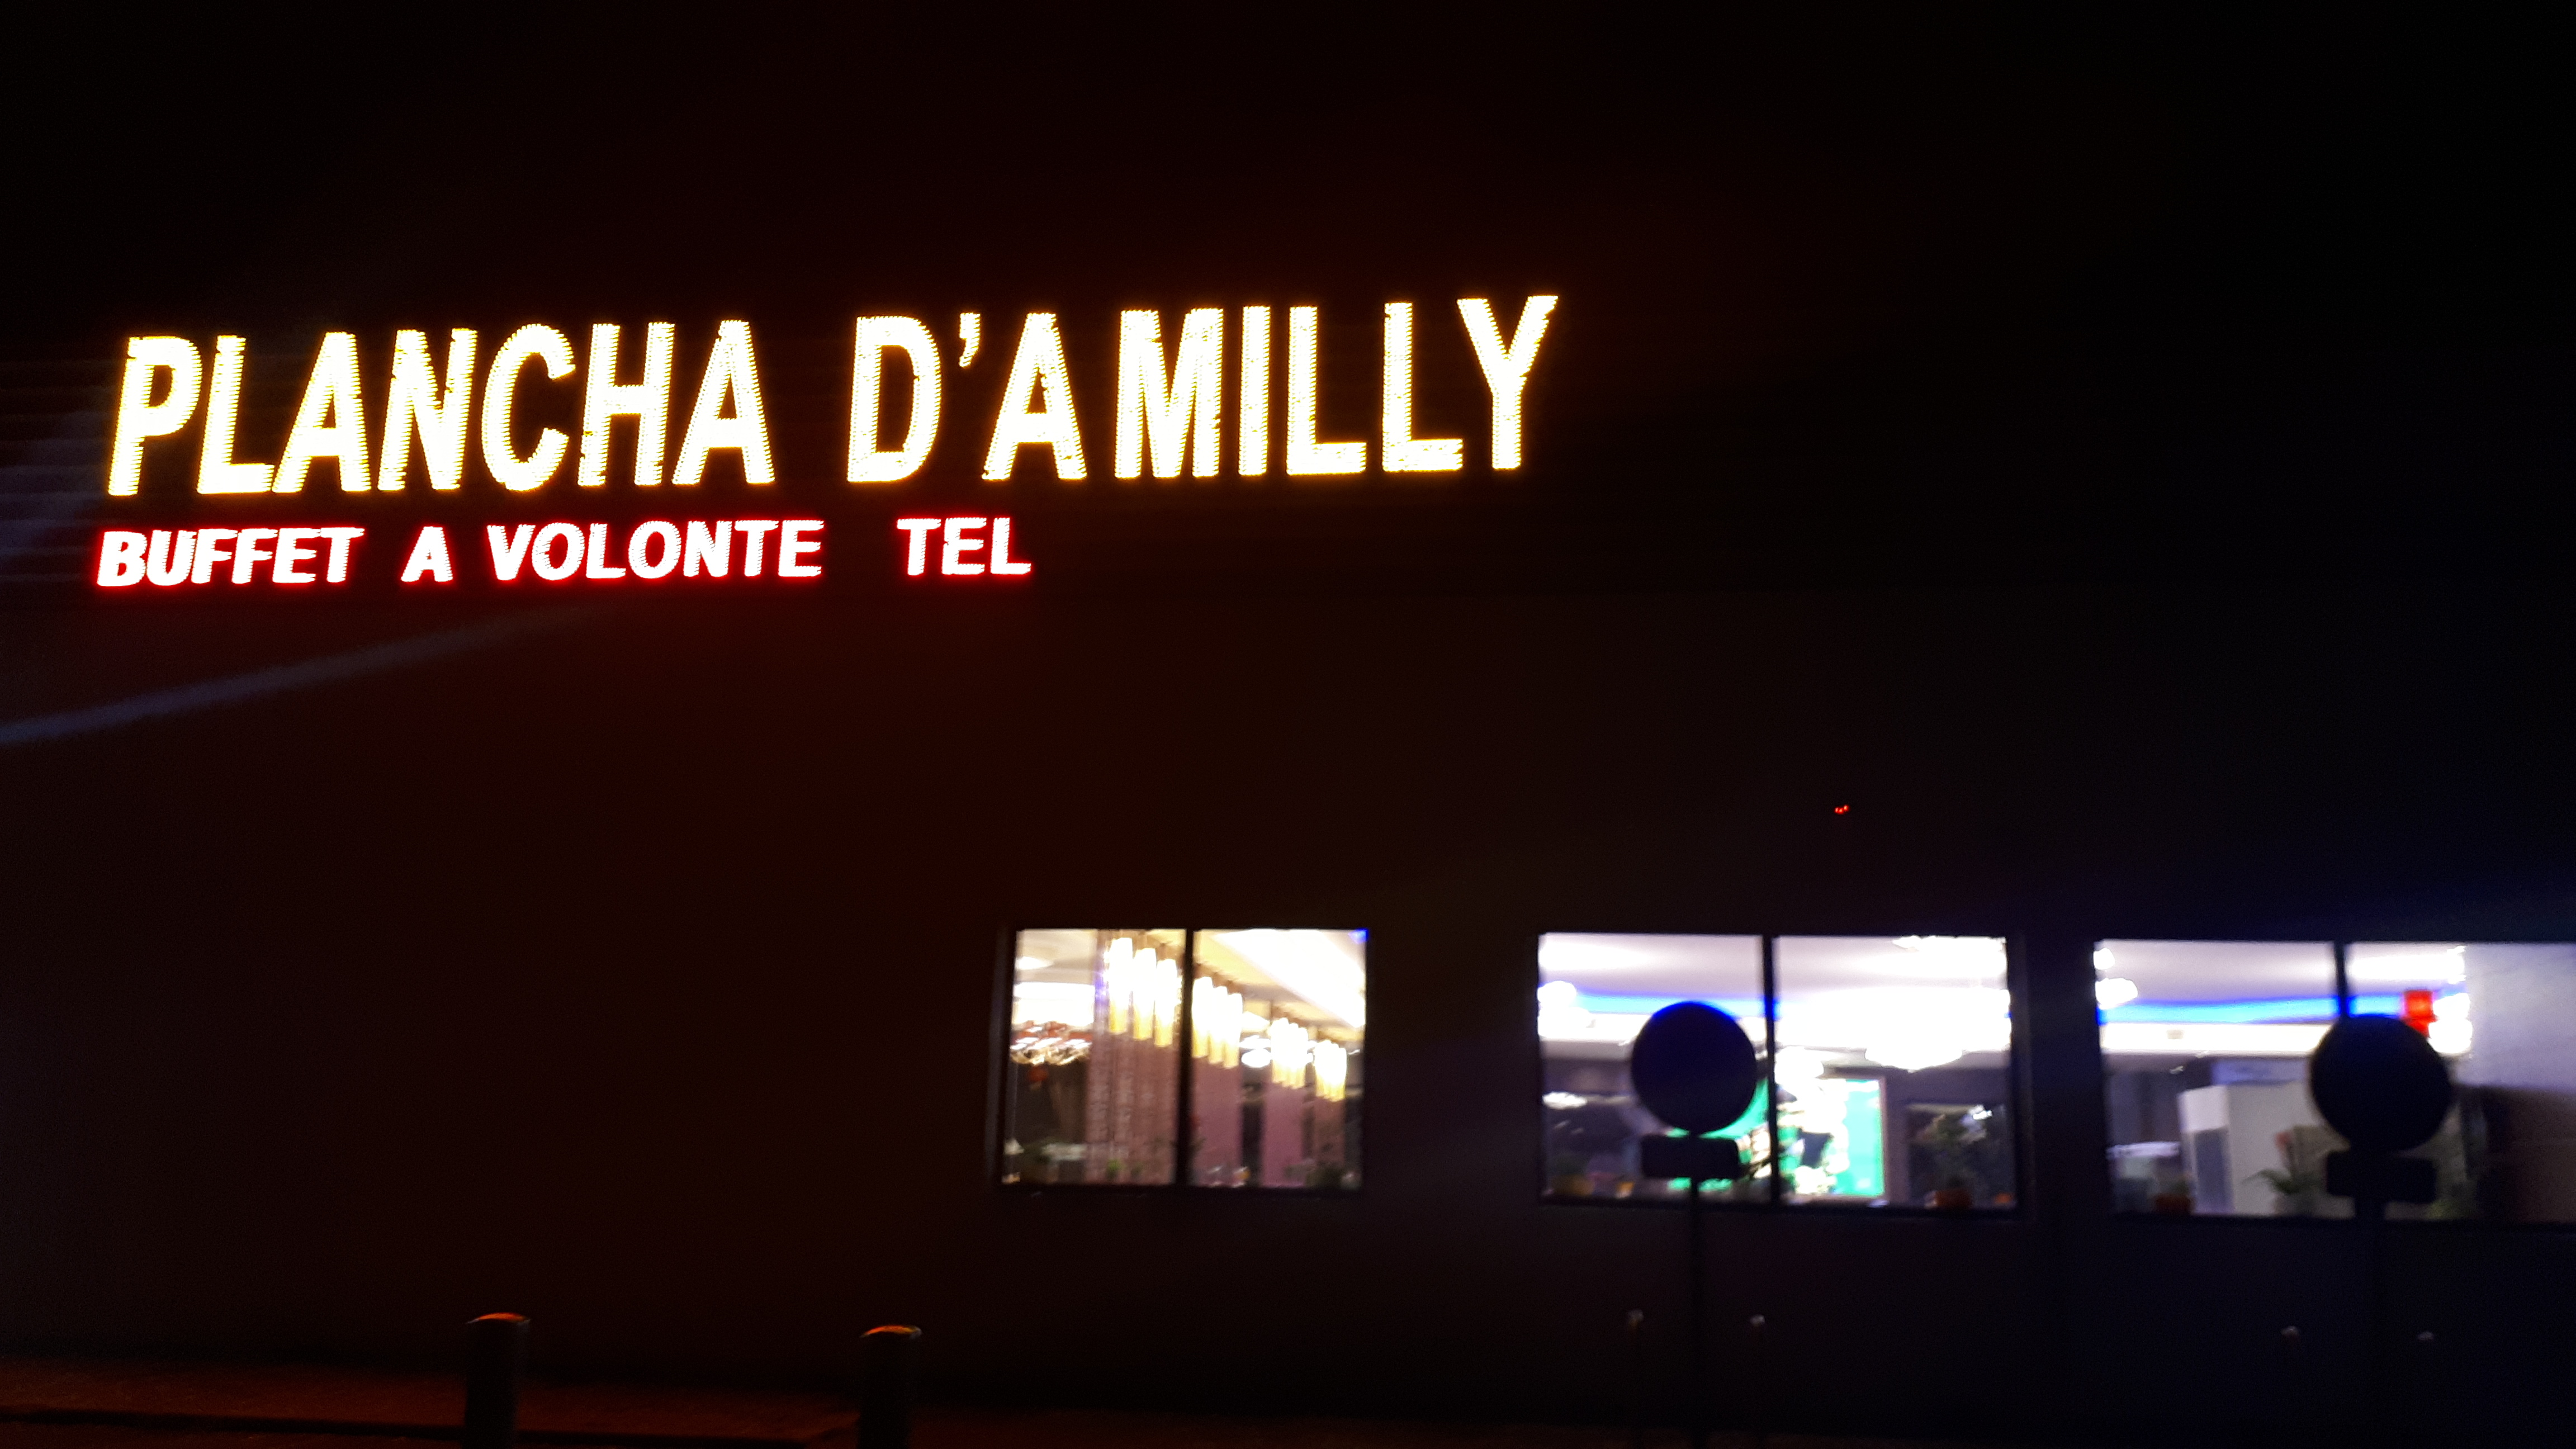 PLANCHA D'AMILLY
BUFFET A VOLONTE TEL